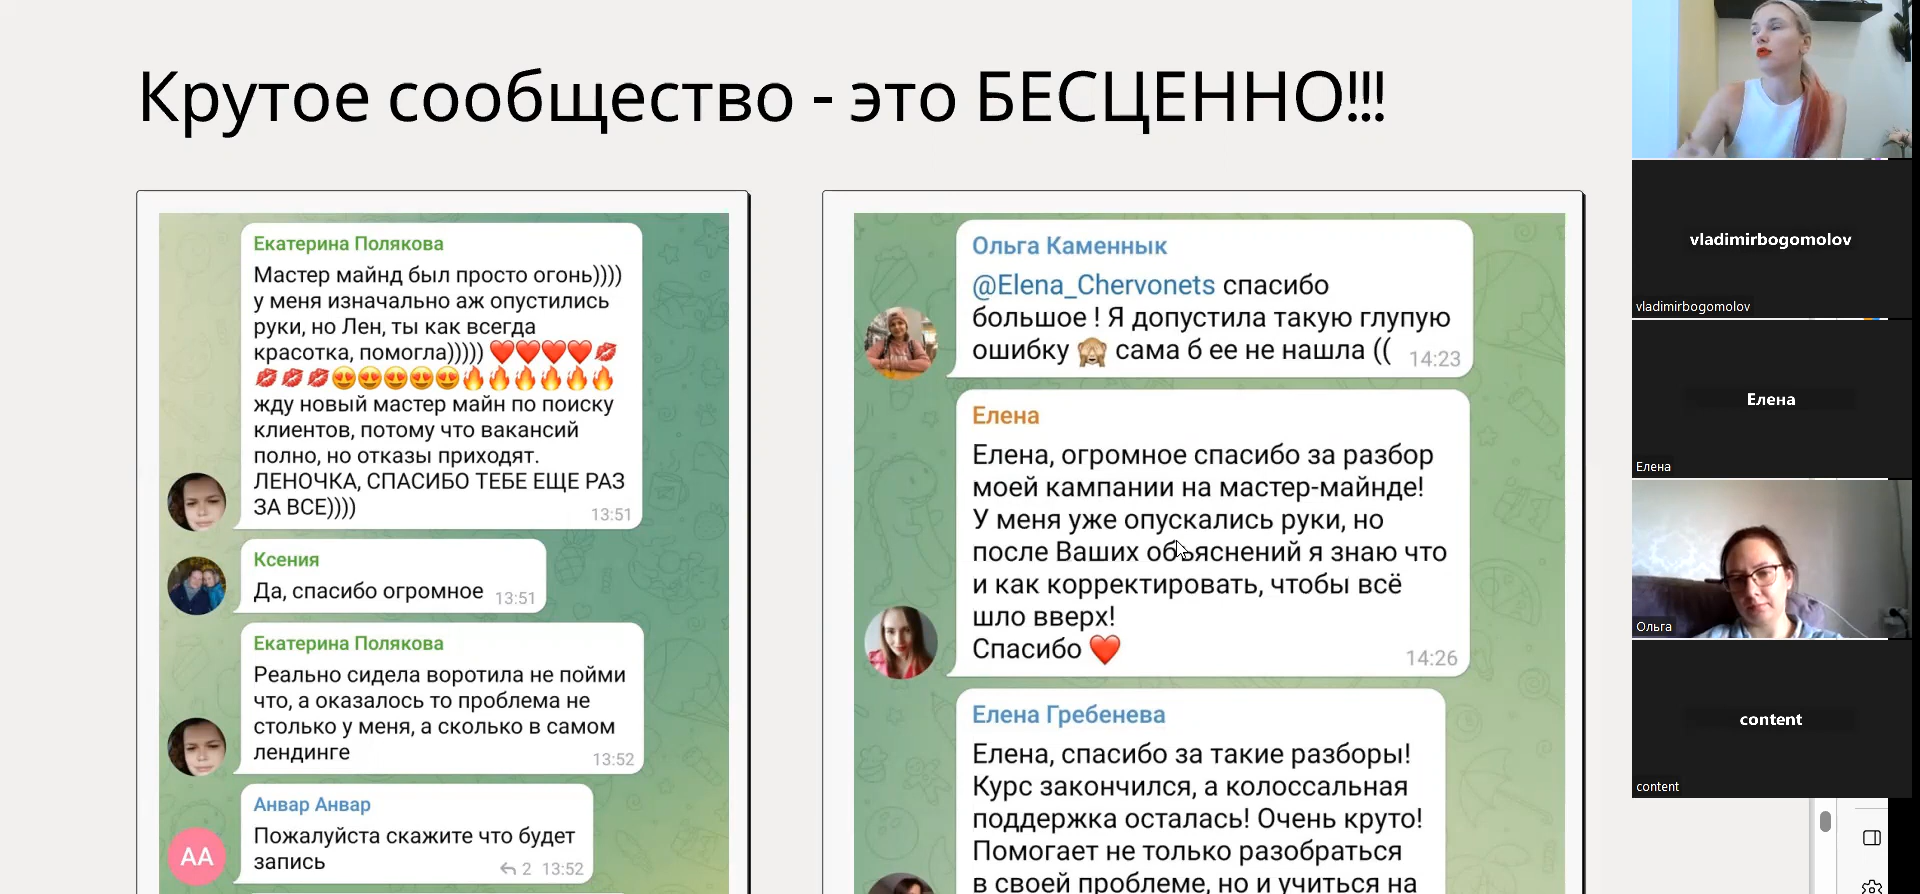 Крутое сообщество - это БЕСЦЕННО!!!
Екатерина Полякова
Мастер майнд был просто огонь))))
у меня изначально аж опустились
руки, но Лен, ты как всегда
красотка, помогла))))) ❤️❤️❤️❤️💋
💋💋💋😍😍😍😍😍🔥🔥🔥🔥🔥🔥
жду новый мастер майн по поиску
клиентов, потому что вакансий
полно, но отказы приходят.
ЛЕНОЧКА, СПАСИБО ТЕБЕ ЕЩЕ РАЗ
ЗА ВСЕ))))
13:51
Ксения
Да, спасибо огромное 13:51
Екатерина Полякова
Реально сидела воротила не пойми
что, а оказалось то проблема не
столько у меня, а сколько в самом
лендинге
13:52
АА
Анвар Анвар
Пожалуйста скажите что будет
запись
2 13:52
Ольга Каменнык
@Elena_Chervonets спасибо
большое ! Я допустила такую глупую
ошибку 🙈 сама б ее не нашла (( 14:23
Елена
Елена, огромное спасибо за разбор
моей кампании на мастер-майнде!
У меня уже опускались руки, но
после Ваших объяснений я знаю что
и как корректировать, чтобы всё
шло вверх!
Спасибо ❤️
14:26
Елена Гребенева
Елена, спасибо за такие разборы!
Курс закончился, а колоссальная
поддержка осталась! Очень круто!
Помогает не только разобраться
в своей проблеме, но и учиться на
vladimirbogomolov
vladimirbogomolov
Елена
Елена
Ольга
content
content